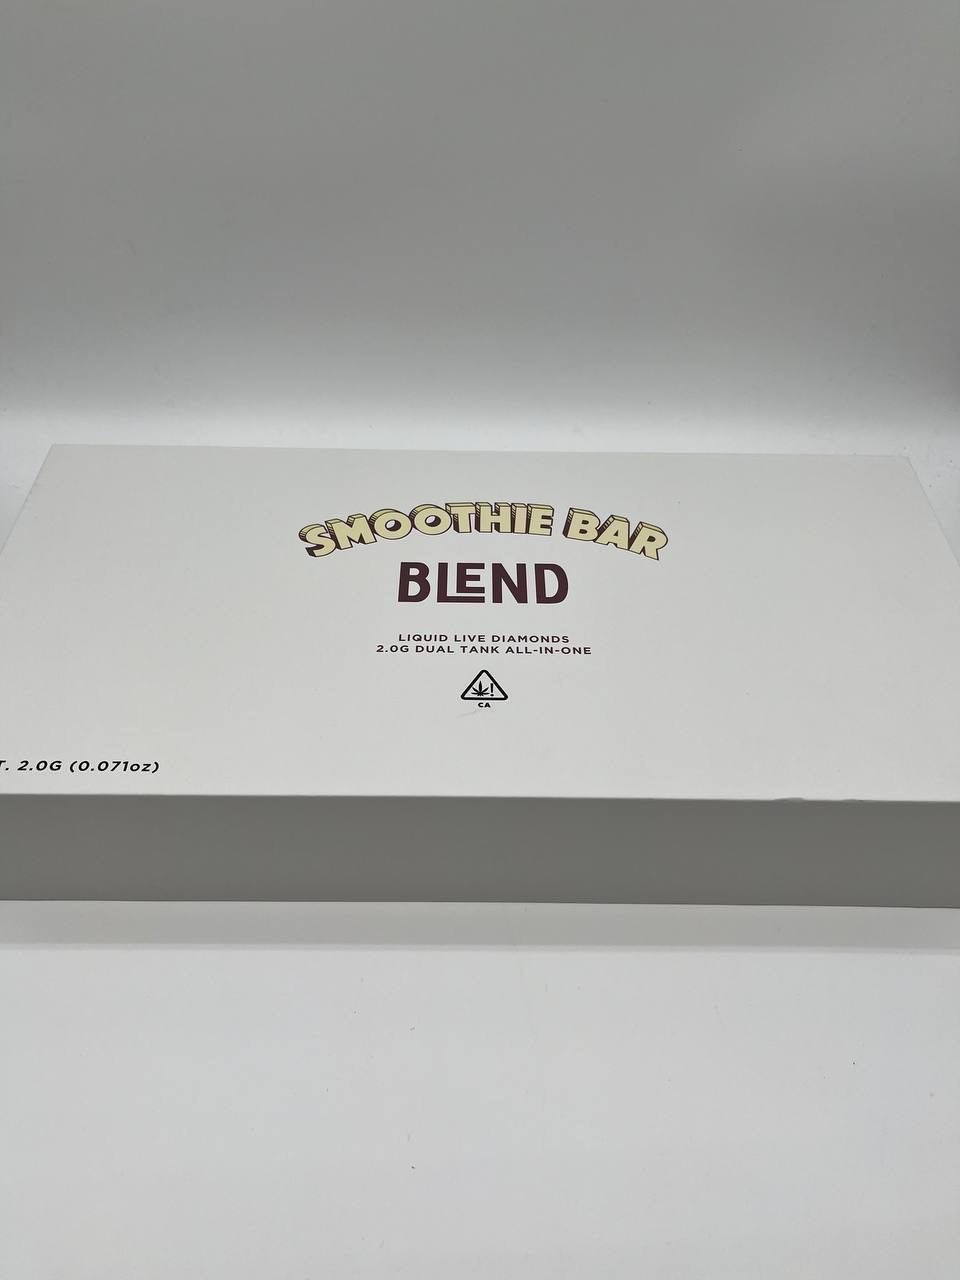 SMOOTHIE BAR
BLEND
LIQUID LIVE DIAMONDS
2.0G DUAL TANK ALL-IN-ONE
!
CA
2.0G (0.071oz)